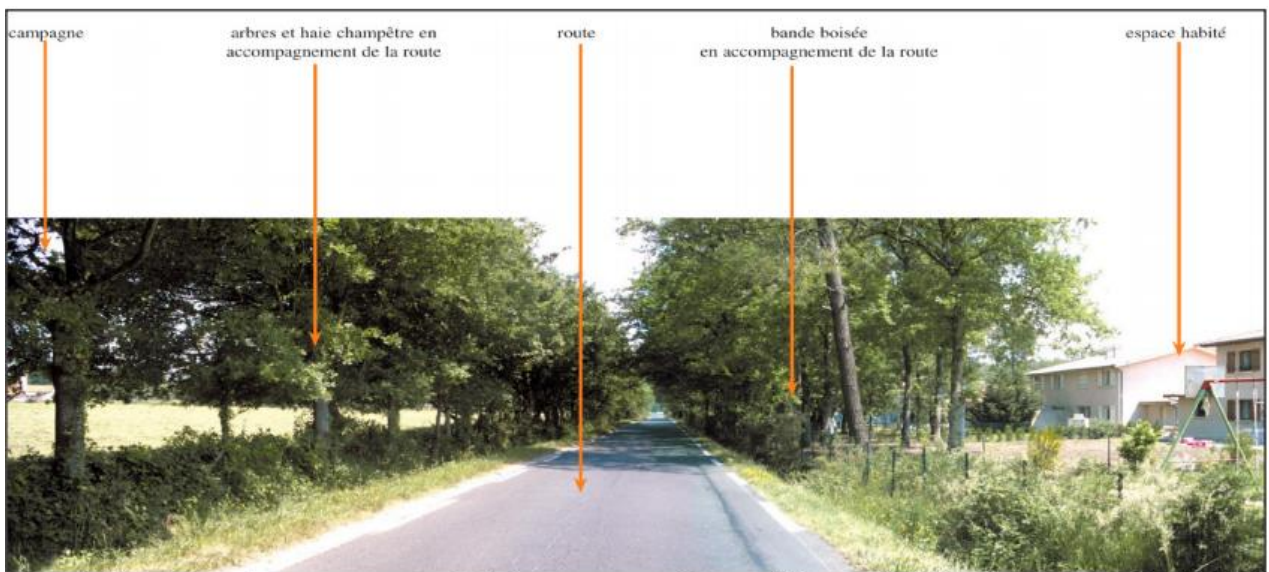 campagne
arbres et haie champêtre en
accompagnement de la route
route
bande boisée
en accompagnement de la route
espace habité